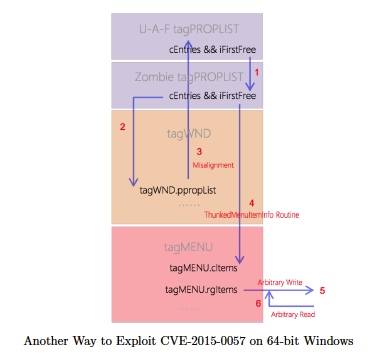 U-A-F tagPROPLIST
cEntries && iFirstFree
1
Zombie tagPROPLIST
cEntries && iFirstFree
2
tagWND
3
Misalignment
tagWND.ppropList
......
4
ThunkedMenuItemInfo Routine
tagMENU
tagMENU.cItems
Arbitrary Write
tagMENU.rgItems
5
6
Arbitrary Read
......
Another Way to Exploit CVE-2015-0057 on 64-bit Windows